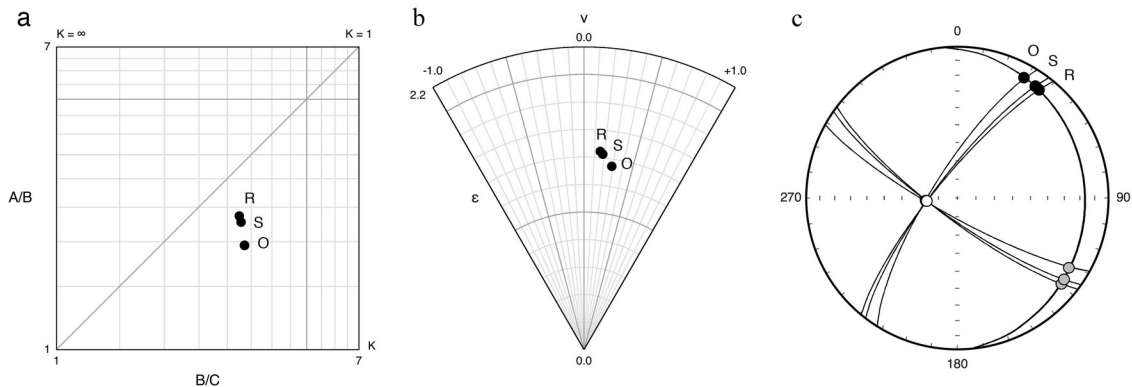 a
K = ∞
K = 1
7
A/B
R
S
O
1
K
1
7
B/C
b
ν
0.0
-1.0
+1.0
2.2
R
S
O
ε
0.0
c
0
O
S
R
270
90
180